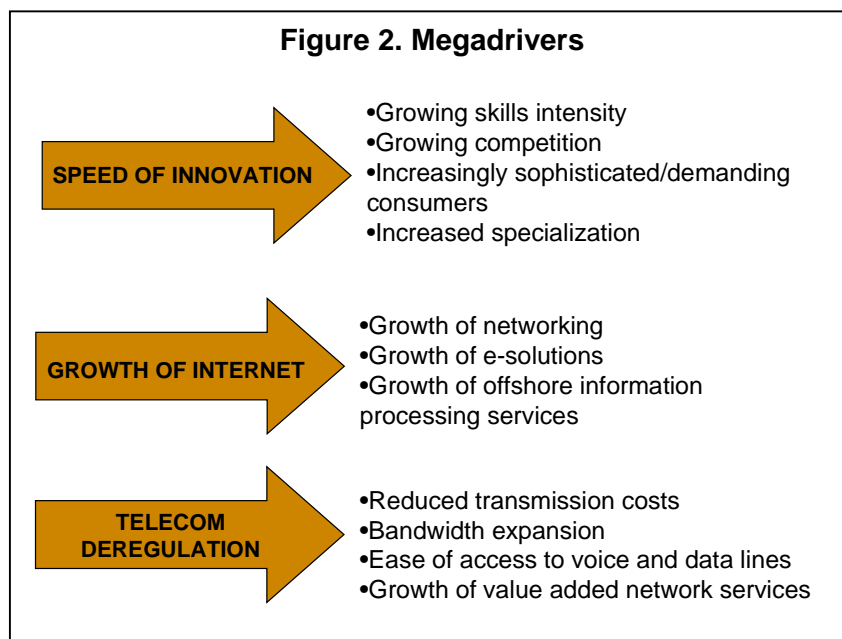 Figure 2. Megadrivers
SPEED OF INNOVATION
•Growing skills intensity
•Growing competition
•Increasingly sophisticated/demanding
consumers
•Increased specialization
GROWTH OF INTERNET
•Growth of networking
•Growth of e-solutions
•Growth of offshore information
processing services
TELECOM
DEREGULATION
•Reduced transmission costs
•Bandwidth expansion
•Ease of access to voice and data lines
•Growth of value added network services